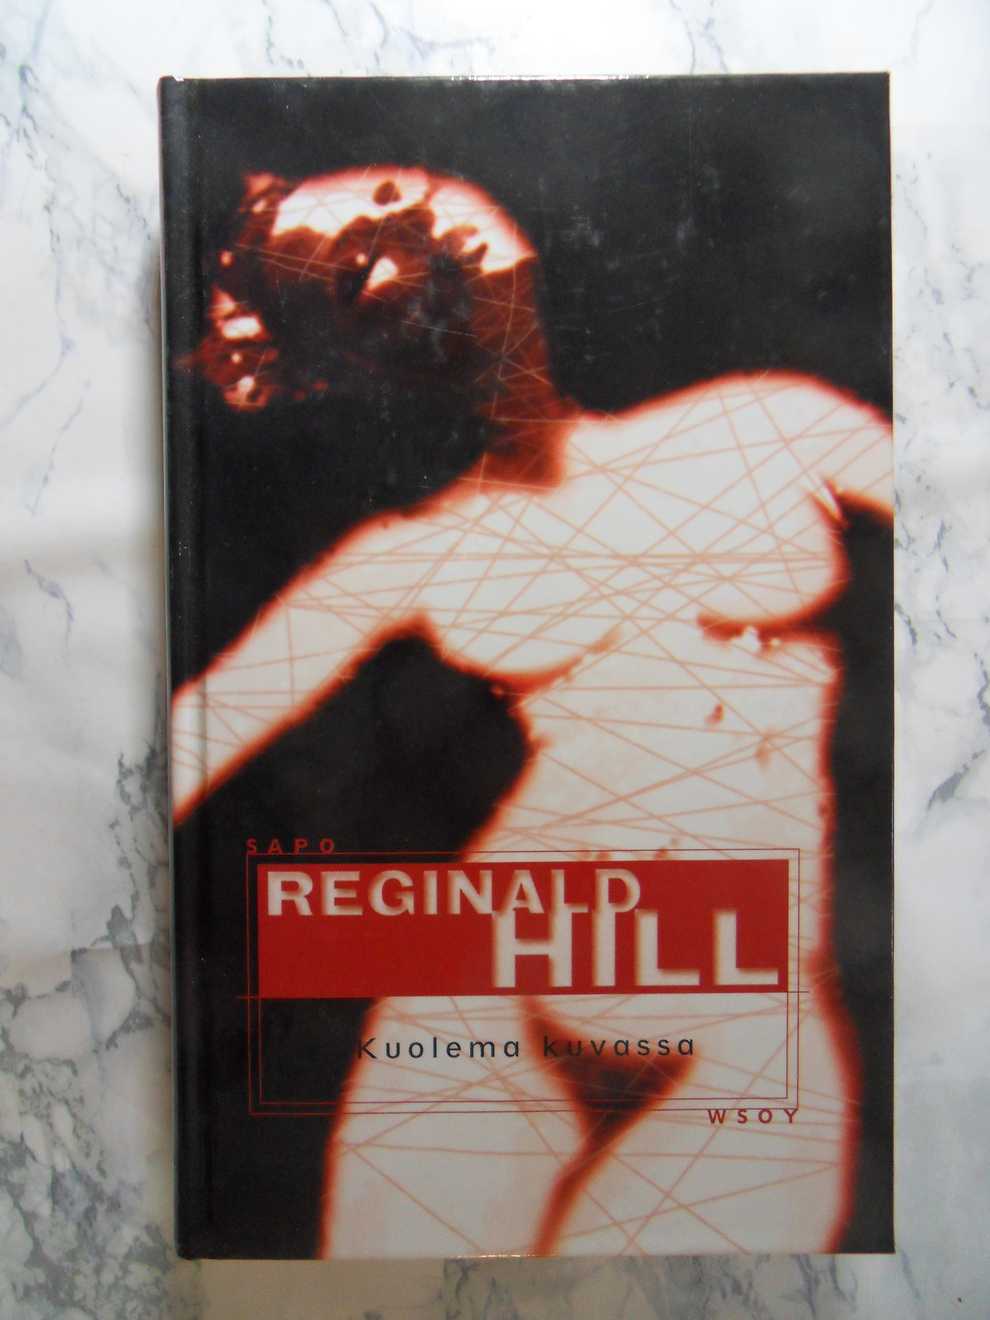 SAPO
REGINALD
HILL
Kuolema kuvassa
WSOY